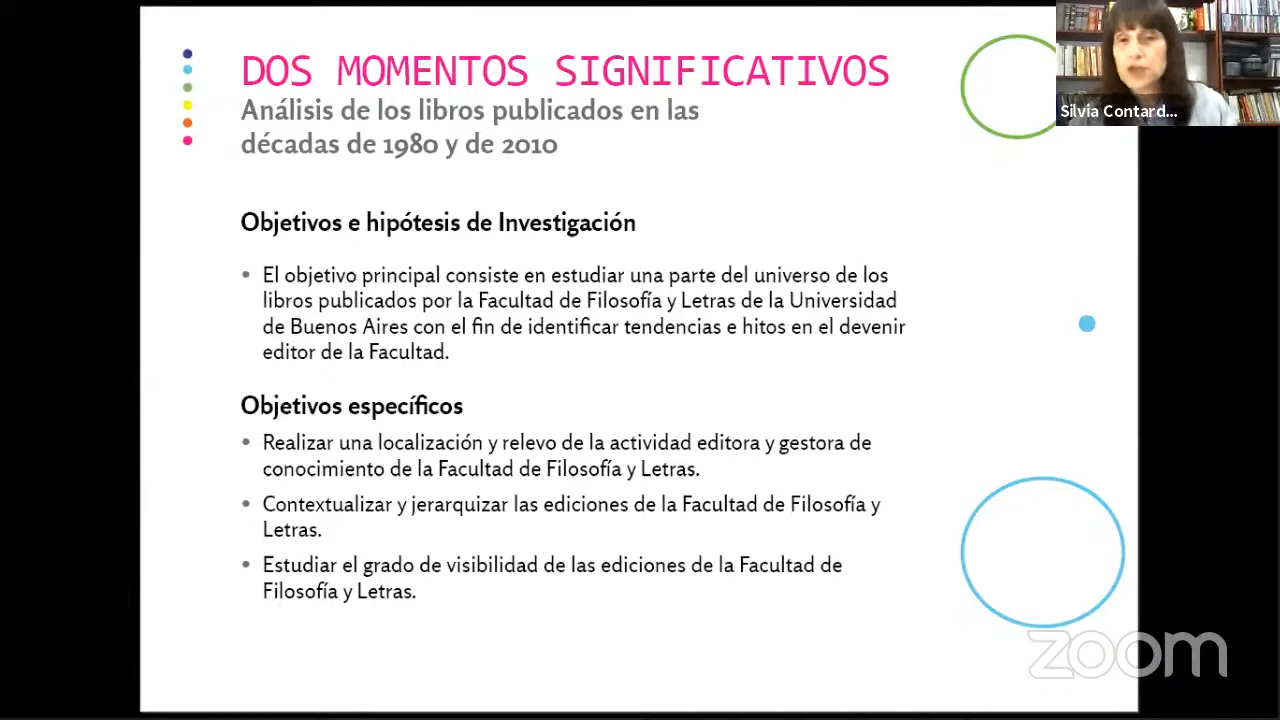 DOS MOMENTOS SIGNIFICATIVOS
Análisis de los libros publicados en las
décadas de 1980 y de 2010
Silvia Contard...
Objetivos e hipótesis de Investigación
• El objetivo principal consiste en estudiar una parte del universo de los
libros publicados por la Facultad de Filosofía y Letras de la Universidad
de Buenos Aires con el fin de identificar tendencias e hitos en el devenir
editor de la Facultad.
Objetivos específicos
• Realizar una localización y relevo de la actividad editora y gestora de
conocimiento de la Facultad de Filosofía y Letras.
• Contextualizar y jerarquizar las ediciones de la Facultad de Filosofía y
Letras.
• Estudiar el grado de visibilidad de las ediciones de la Facultad de
Filosofía y Letras.
zoom